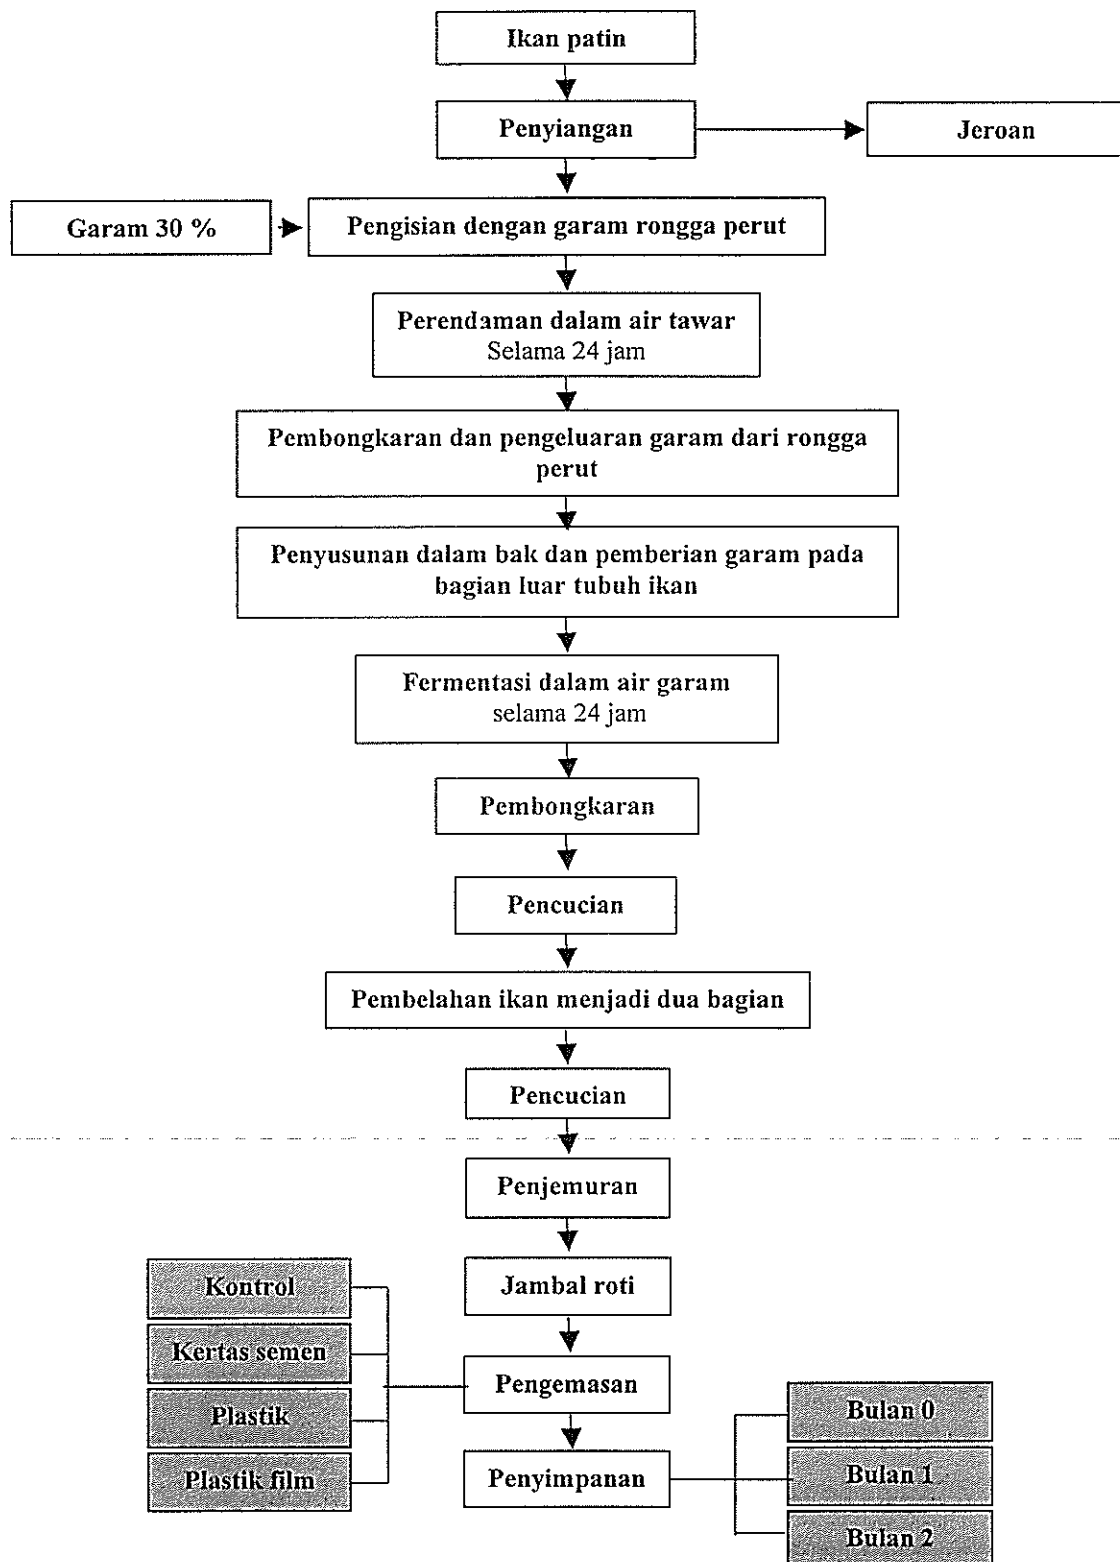 Ikan patin
Penyiangan
Jeroan
Garam 30 %
Pengisian dengan garam rongga perut
Perendaman dalam air tawar
Selama 24 jam
Pembongkaran dan pengeluaran garam dari rongga
perut
Penyusunan dalam bak dan pemberian garam pada
bagian luar tubuh ikan
Fermentasi dalam air garam
selama 24 jam
Pembongkaran
Pencucian
Pembelahan ikan menjadi dua bagian
Pencucian
Penjemuran
Jambal roti
Kontrol
Kertas semen
Plastik
Plastik film
Pengemasan
Penyimpanan
Bulan 0
Bulan 1
Bulan 2